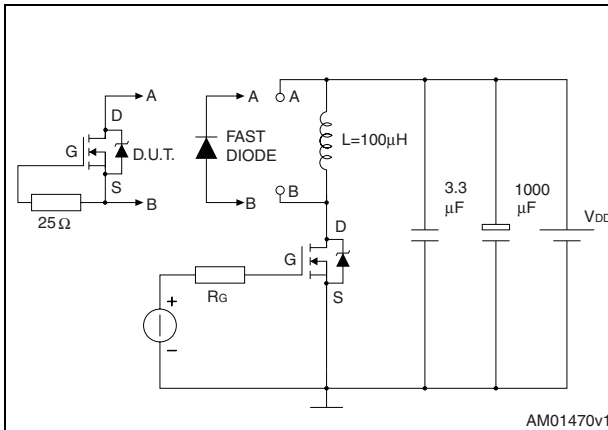 A
A
A
D
G
D.U.T.
FAST
DIODE
L=100μH
S
B
B
B
25 Ω
3.3
μF
1000
μF
VDD
D
G
S
RG
+
−
AM01470v1